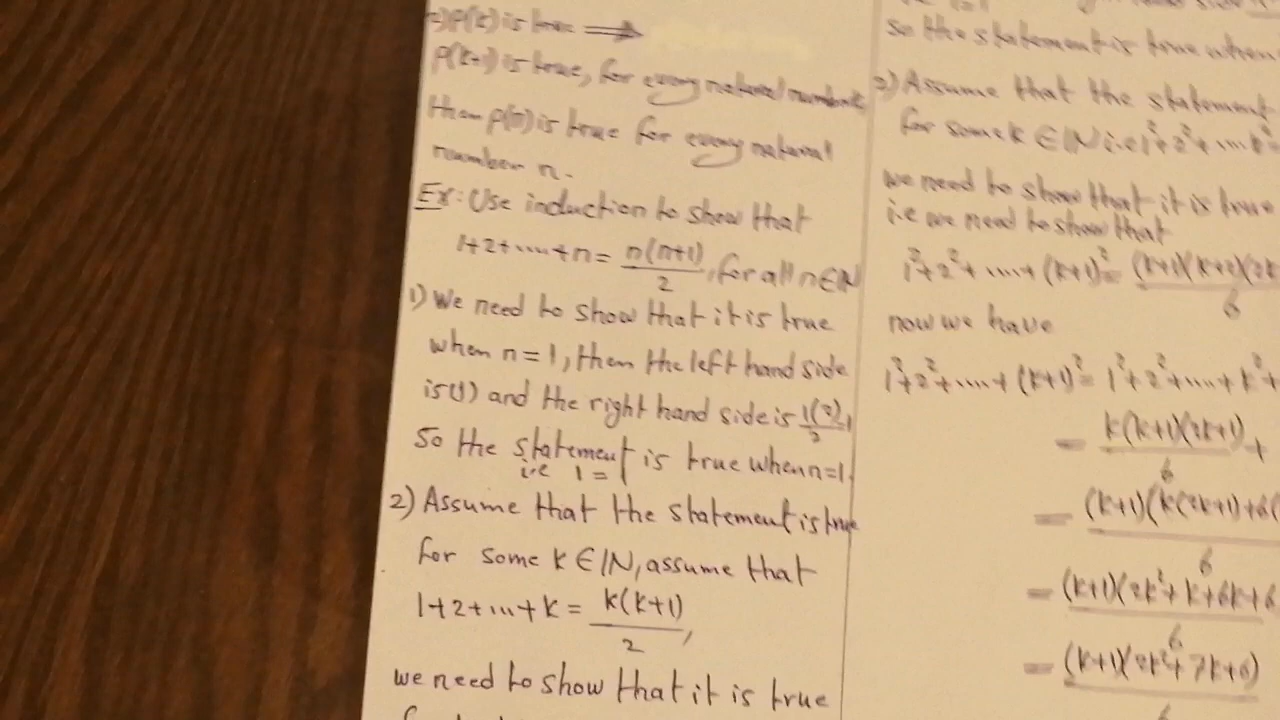 2) P(k) is true ⟹
P(k+1) is true, for every natural number k
then P(n) is true for every natural
number n.
Ex: Use induction to show that
1+2+....+n = n(n+1)/2, for all n∈IN
1) We need to show that it is true
when n=1, then the left hand side
is (1) and the right hand side is 1(2)/2
So the statement is true when n=1.
i.e 1=1
2) Assume that the statement is true
for some k∈IN, assume that
1+2+...+k = k(k+1)/2,
we need to show that it is true
so the statement is true when
2) Assume that the statement
for some k∈IN i.e 1²+2²+....+k²
we need to show that it is true
i.e we need to show that
1²+2²+.....+(k+1)² = (k+1)(k+2)(2k /6
now we have
1²+2²+.....+(k+1)² = 1²+2²+.....+k²+
= k(k+1)(2k+1)/6 +
= (k+1)(k(2k+1)+6( /6
= (k+1)(2k²+k+6k+6 /6
= (k+1)(2k²+7k+6)/6